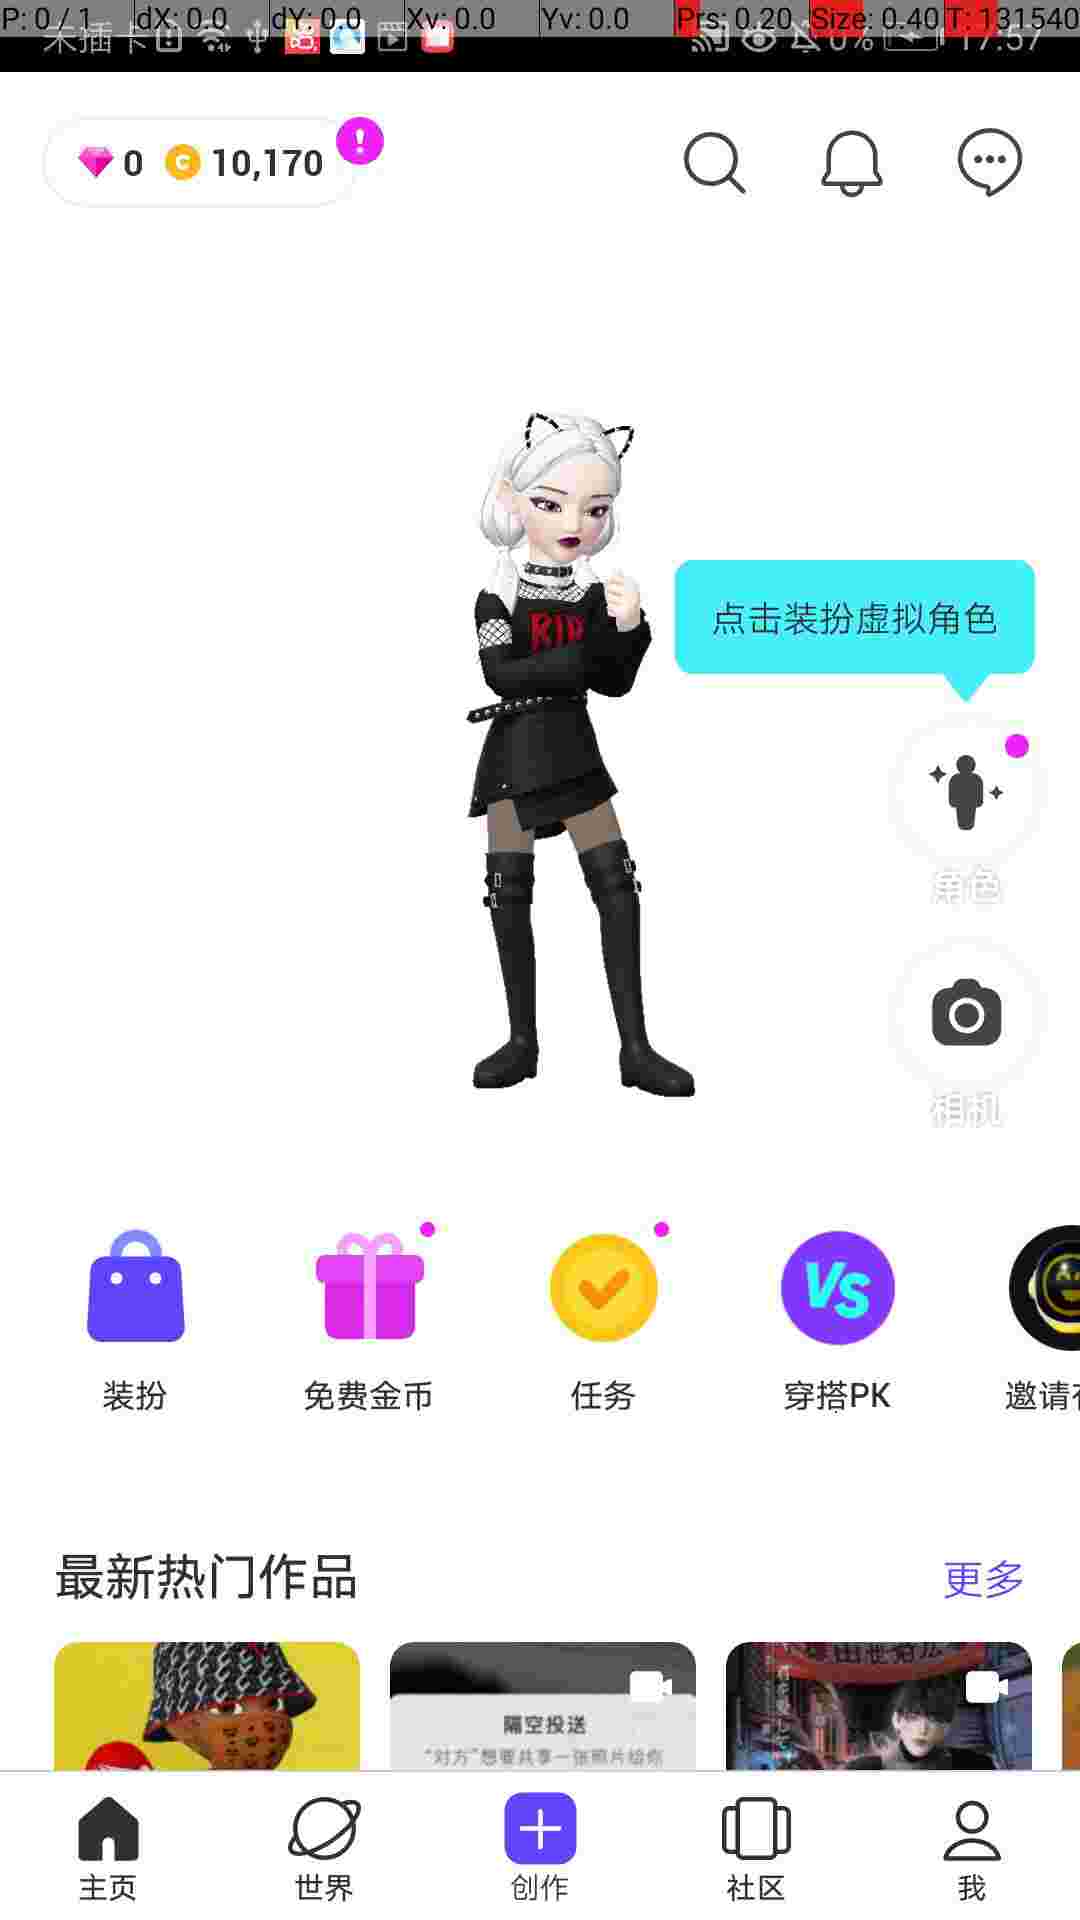 P: 0 / 1 dX: 0.0 dY: 0.0 Xv: 0.0 Yv: 0.0 Prs: 0.20 Size: 0.40 T: 131540
未插卡 0% 17:57
0 10,170
RIP
点击装扮虚拟角色
角色
相机
VS
装扮 免费金币 任务 穿搭PK 邀请
最新热门作品 更多
隔空投送
“对方”想要共享一张照片给你
主页 世界 创作 社区 我